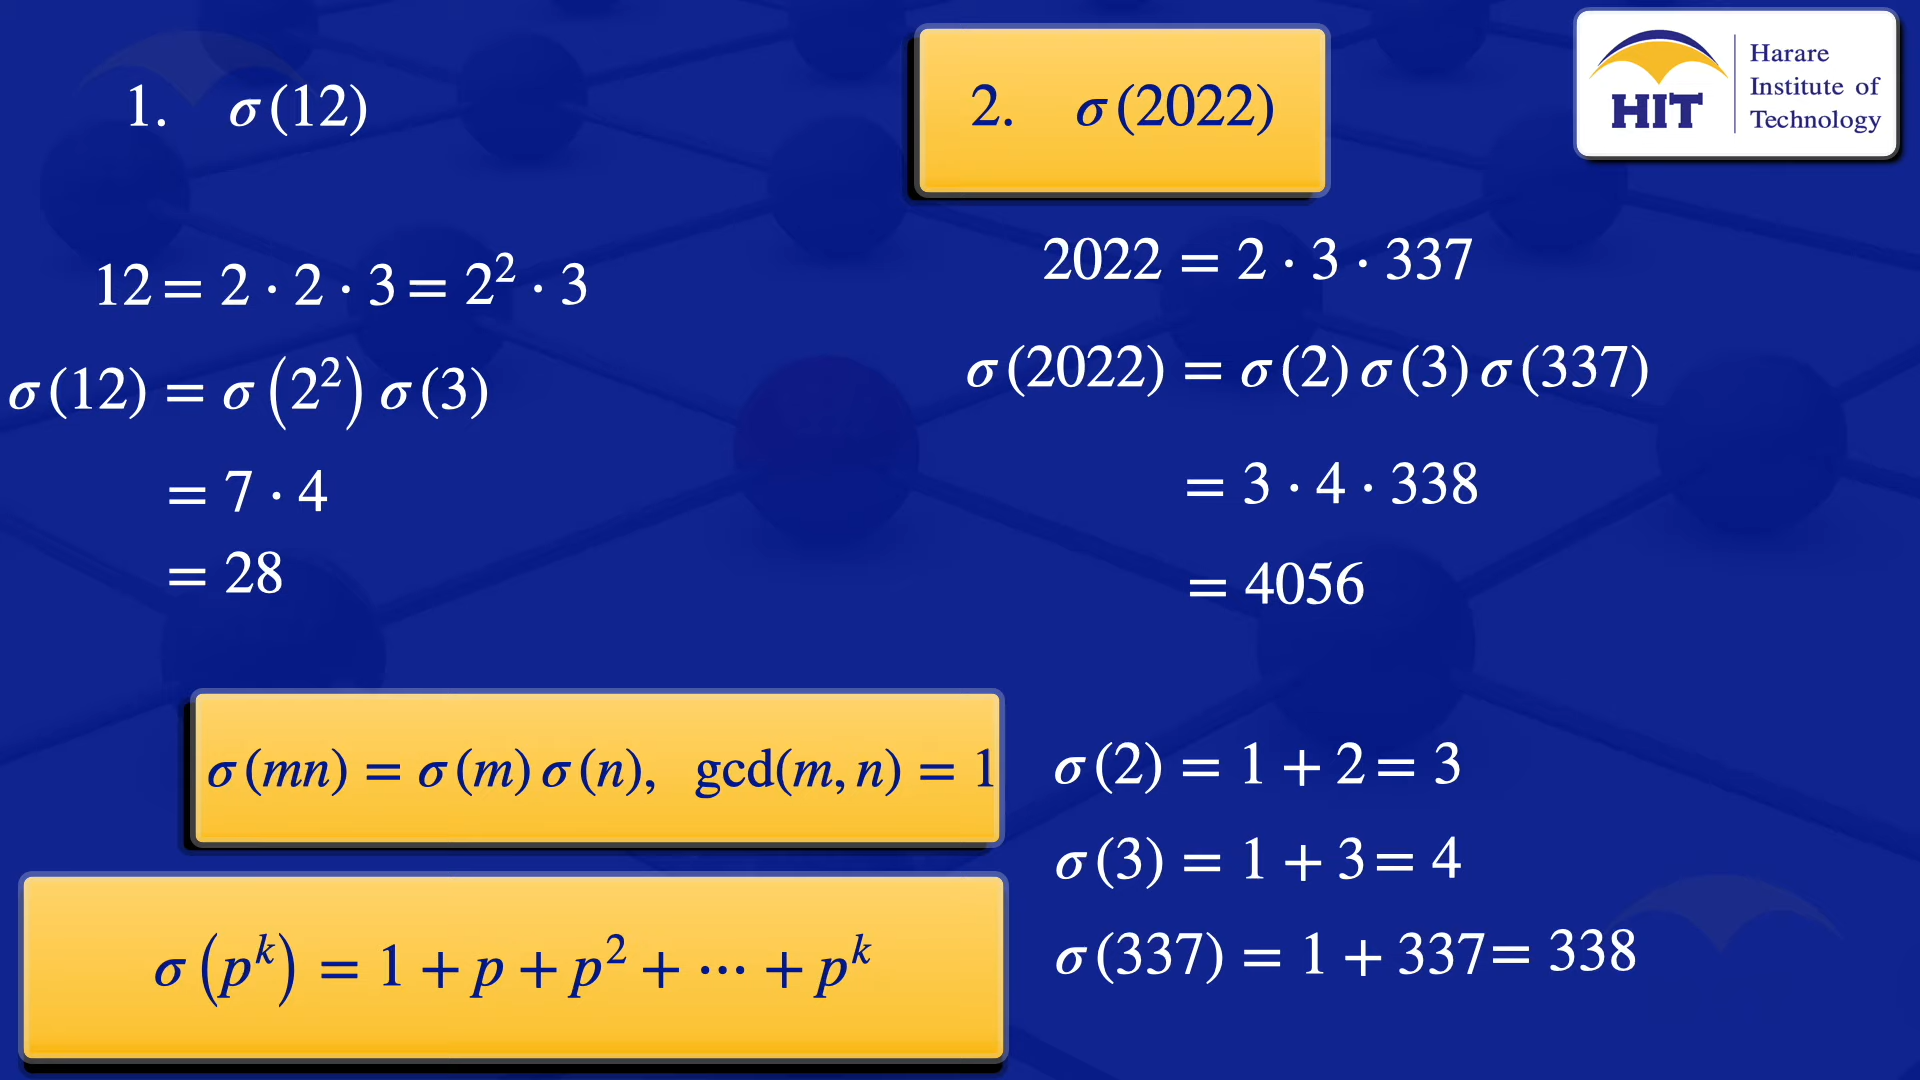 1. σ(12)
12 = 2 · 2 · 3 = 2² · 3
σ(12) = σ(2²) σ(3)
= 7 · 4
= 28
2. σ(2022)
2022 = 2 · 3 · 337
σ(2022) = σ(2) σ(3) σ(337)
= 3 · 4 · 338
= 4056
σ(mn) = σ(m) σ(n), gcd(m, n) = 1
σ(pᵏ) = 1 + p + p² + ··· + pᵏ
σ(2) = 1 + 2 = 3
σ(3) = 1 + 3 = 4
σ(337) = 1 + 337 = 338
HIT
Harare
Institute of
Technology